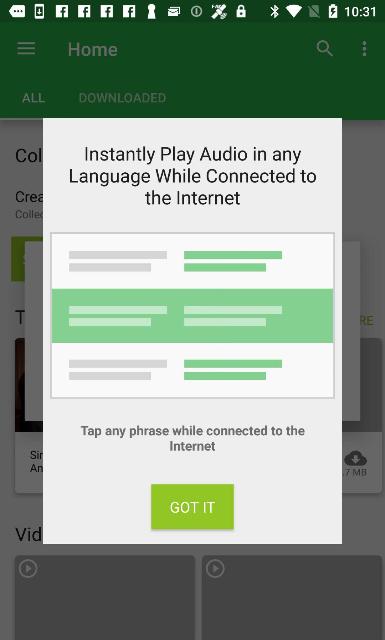 10:31
Home
ALL DOWNLOADED
Col
Crea
Collec
Instantly Play Audio in any
Language While Connected to
the Internet
T
RE
Tap any phrase while connected to the
Internet
Sin
An
.7 MB
GOT IT
Vid